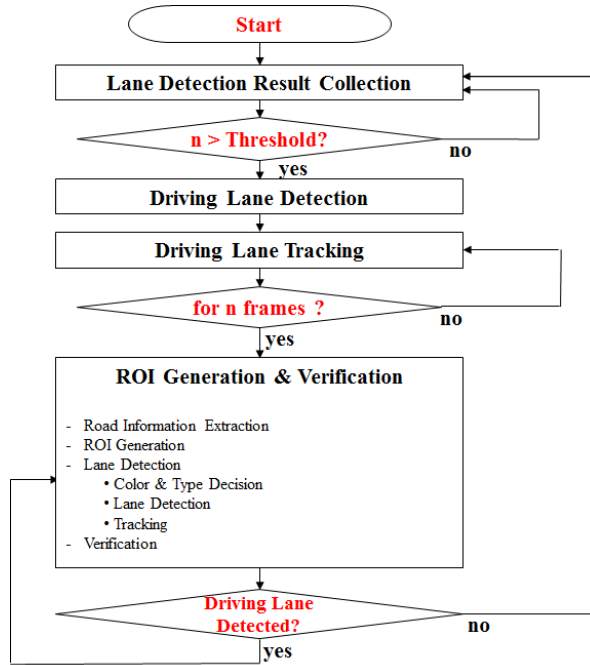 Start
Lane Detection Result Collection
n > Threshold?
no
yes
Driving Lane Detection
Driving Lane Tracking
for n frames ?
no
yes
ROI Generation & Verification
- Road Information Extraction
- ROI Generation
- Lane Detection
• Color & Type Decision
• Lane Detection
• Tracking
- Verification
Driving Lane
Detected?
no
yes